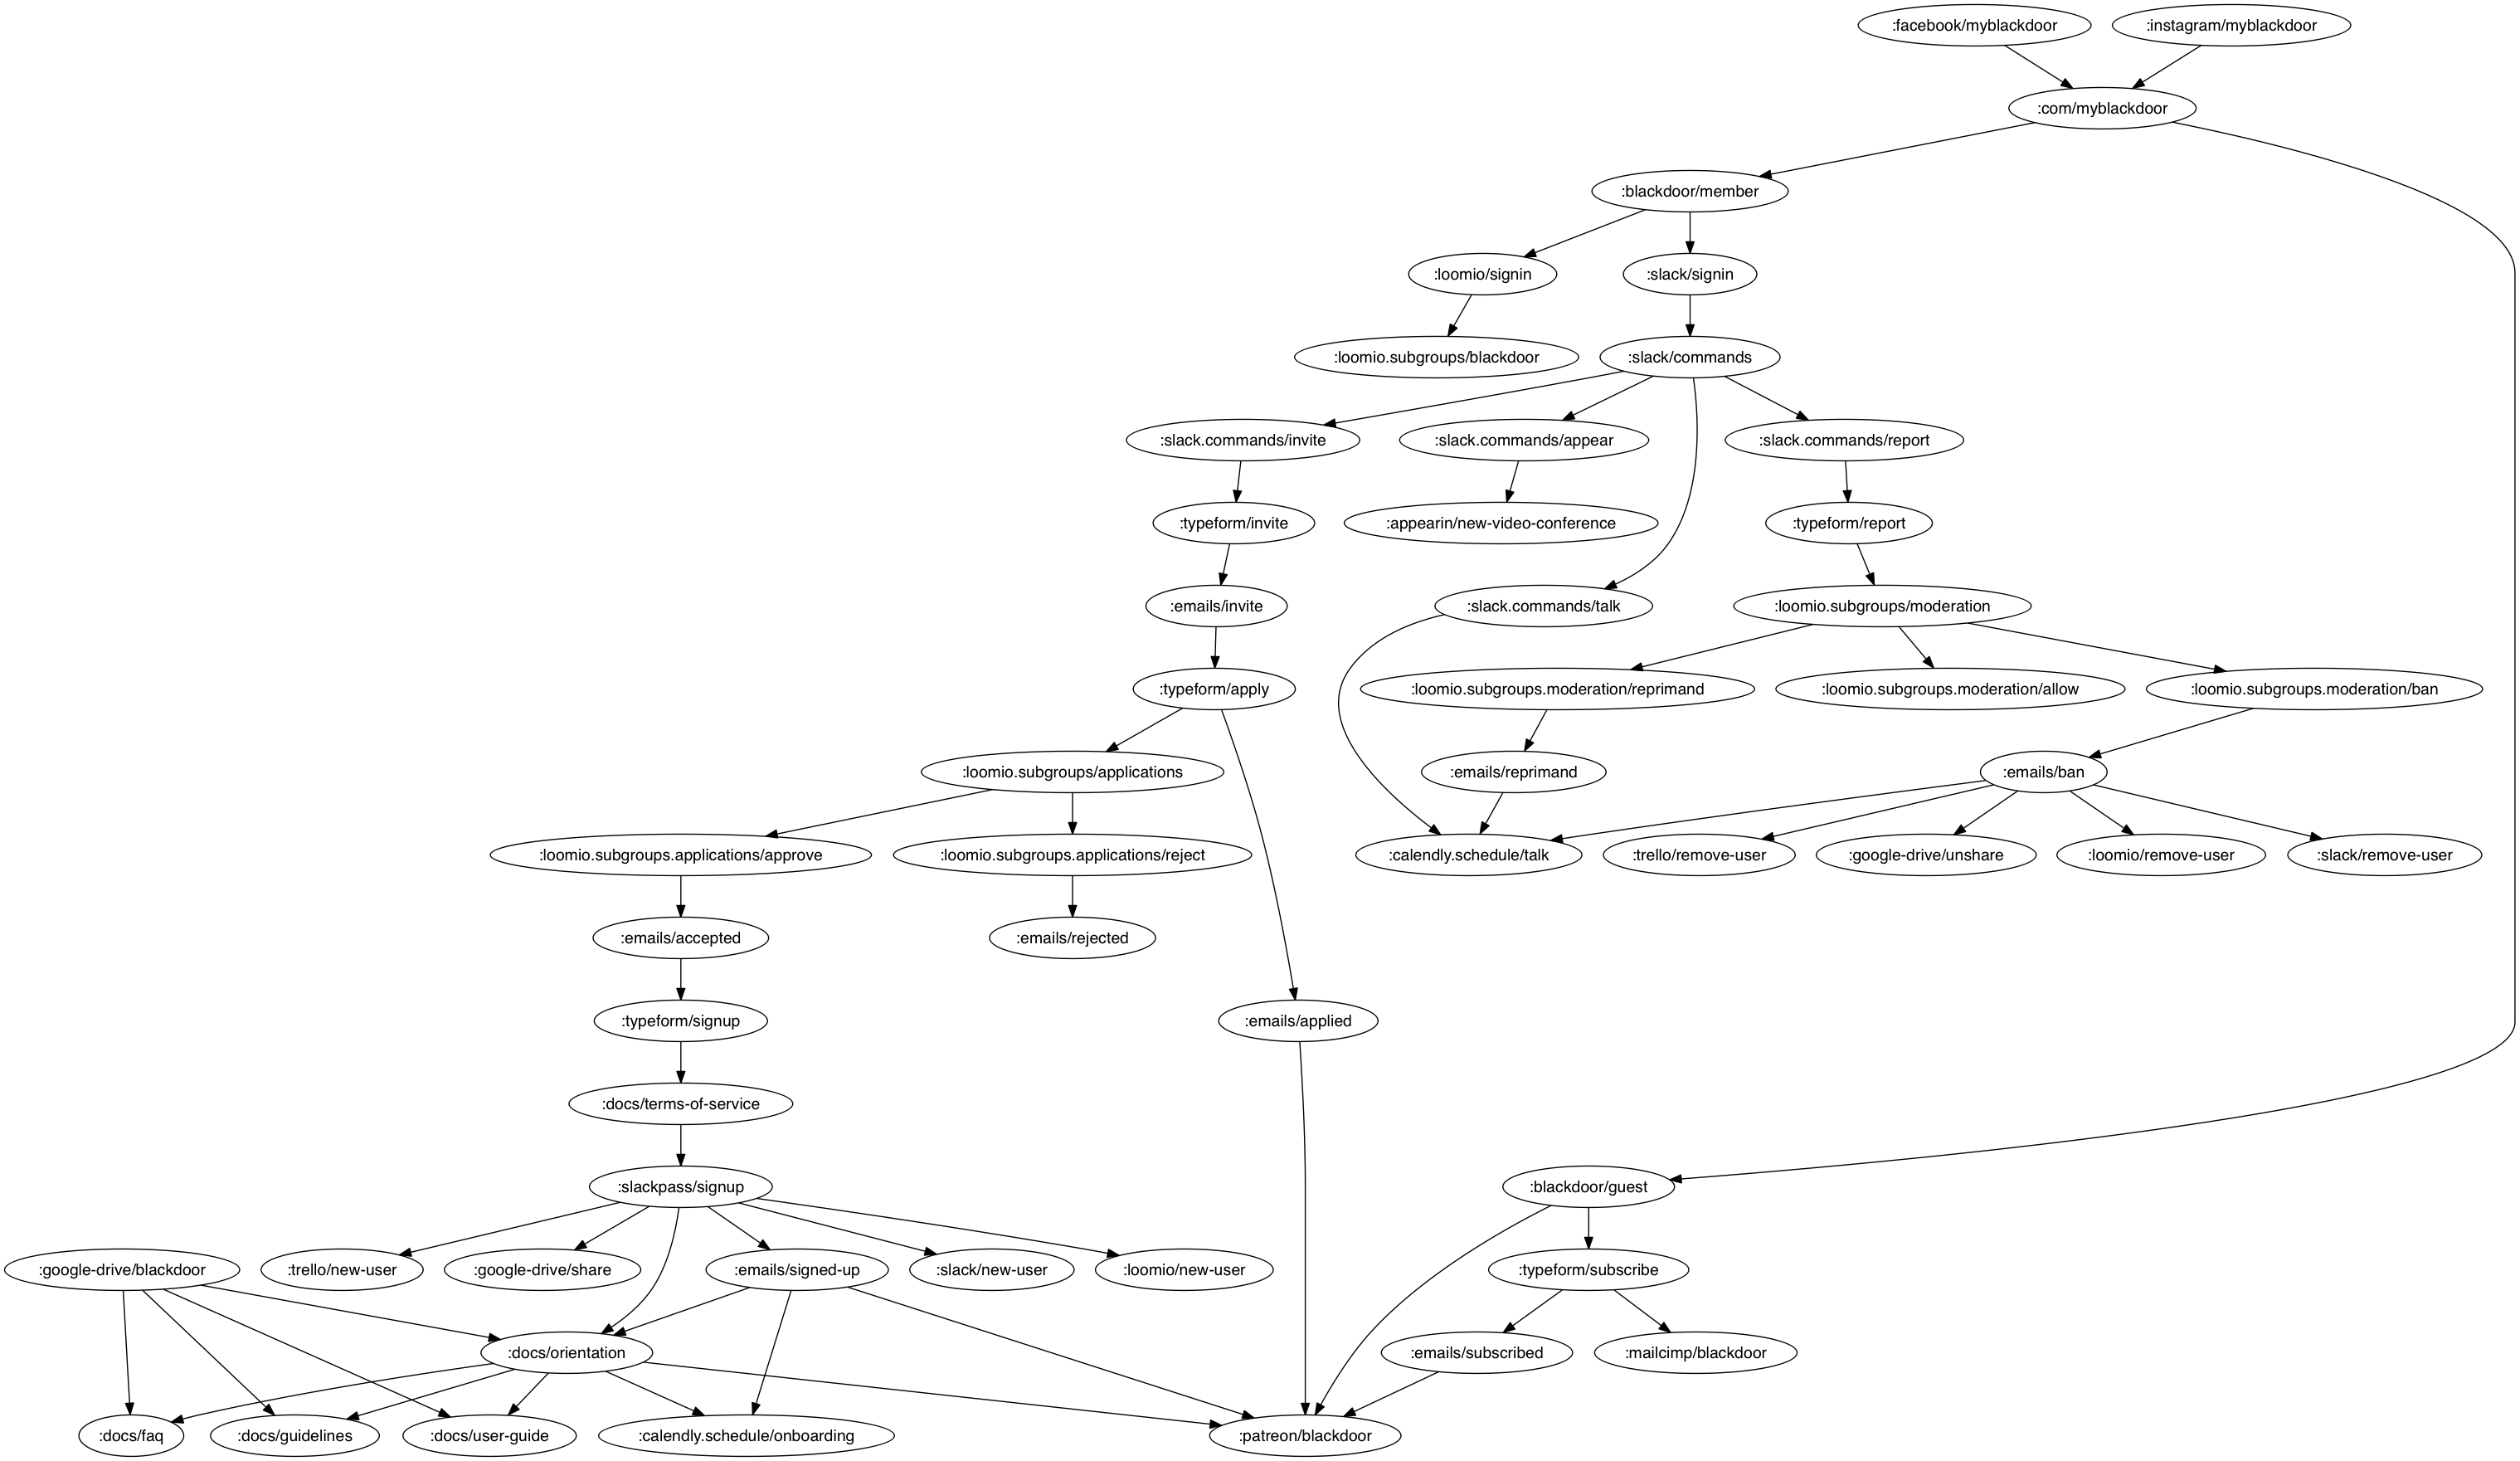 :facebook/myblackdoor
:instagram/myblackdoor
:com/myblackdoor
:blackdoor/member
:loomio/signin
:slack/signin
:loomio.subgroups/blackdoor
:slack/commands
:slack.commands/invite
:slack.commands/appear
:slack.commands/report
:typeform/invite
:appearin/new-video-conference
:typeform/report
:emails/invite
:slack.commands/talk
:loomio.subgroups/moderation
:typeform/apply
:loomio.subgroups.moderation/reprimand
:loomio.subgroups.moderation/allow
:loomio.subgroups.moderation/ban
:loomio.subgroups/applications
:emails/reprimand
:emails/ban
:loomio.subgroups.applications/approve
:loomio.subgroups.applications/reject
:calendly.schedule/talk
:trello/remove-user
:google-drive/unshare
:loomio/remove-user
:slack/remove-user
:emails/accepted
:emails/rejected
:typeform/signup
:emails/applied
:docs/terms-of-service
:slackpass/signup
:blackdoor/guest
:google-drive/blackdoor
:trello/new-user
:google-drive/share
:emails/signed-up
:slack/new-user
:loomio/new-user
:typeform/subscribe
:docs/orientation
:emails/subscribed
:mailcimp/blackdoor
:docs/faq
:docs/guidelines
:docs/user-guide
:calendly.schedule/onboarding
:patreon/blackdoor